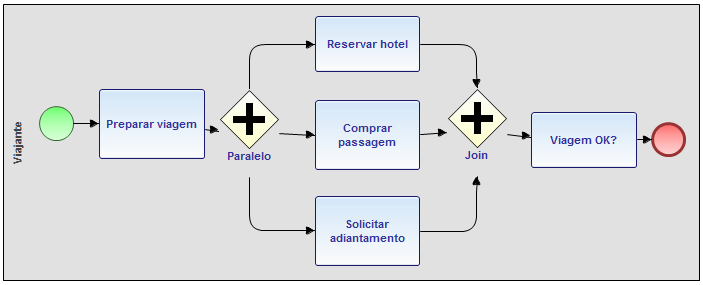 Viajante
Preparar viagem
Paralelo
Reservar hotel
Comprar
passagem
Solicitar
adiantamento
Join
Viagem OK?